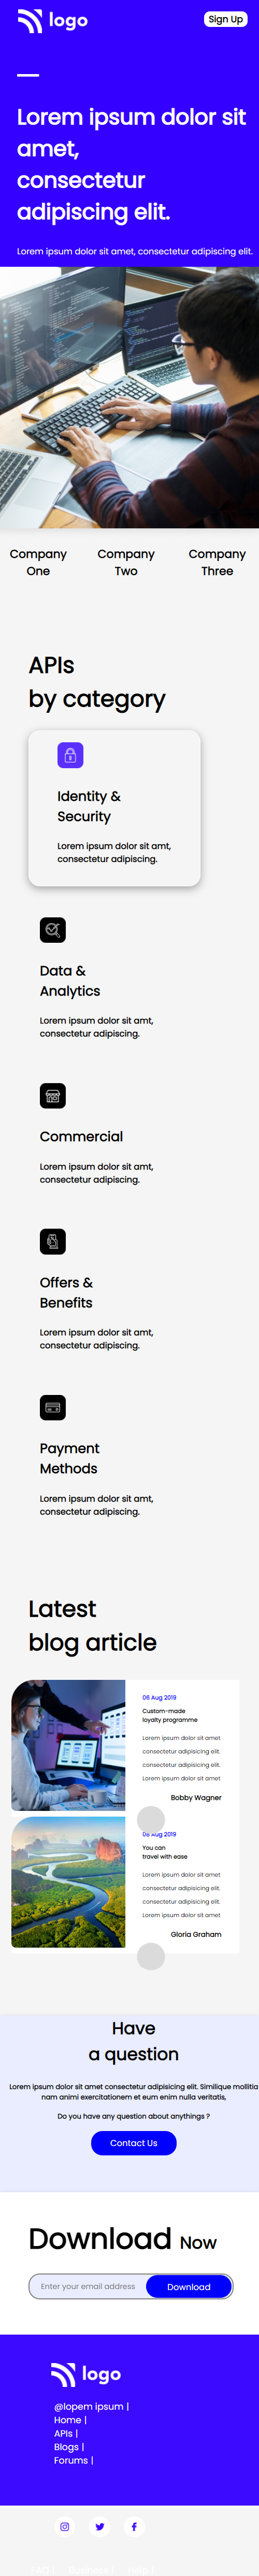 logo
Sign Up
Lorem ipsum dolor sit
amet,
consectetur
adipiscing elit.
Lorem ipsum dolor sit amet, consectetur adipiscing elit.
Company Company Company
One Two Three
APIs
by category
Identity &
Security
Lorem ipsum dolor sit amt,
consectetur adipiscing.
Data &
Analytics
Lorem ipsum dolor sit amt,
consectetur adipiscing.
Commercial
Lorem ipsum dolor sit amt,
consectetur adipiscing.
Offers &
Benefits
Lorem ipsum dolor sit amt,
consectetur adipiscing.
Payment
Methods
Lorem ipsum dolor sit amt,
consectetur adipiscing.
Latest
blog article
06 Aug 2019
Custom-made
loyalty programme
Lorem ipsum dolor sit amet
consectetur adipisicing elit.
consectetur adipisicing elit.
Lorem ipsum dolor sit amet
Bobby Wagner
06 Aug 2019
You can
travel with ease
Lorem ipsum dolor sit amet
consectetur adipisicing elit.
consectetur adipisicing elit.
Lorem ipsum dolor sit amet
Gloria Graham
Have
a question
Lorem ipsum dolor sit amet consectetur adipisicing elit. Similique mollitia
nam animi exercitationem et eum enim nulla veritatis,
Do you have any question about anythings ?
Contact Us
Download Now
Enter your email address
Download
logo
@lopem ipsum |
Home |
APIs |
Blogs |
Forums |